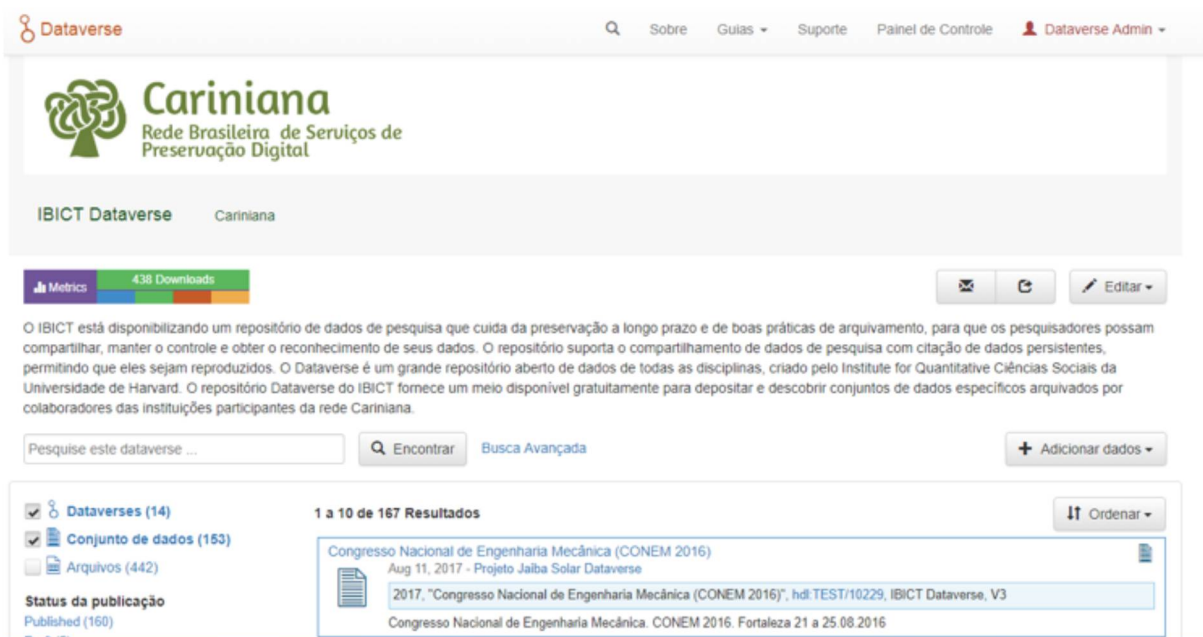 Dataverse
Sobre Guias Suporte Painel de Controle Dataverse Admin
Cariniana
Rede Brasileira de Serviços de
Preservação Digital
IBICT Dataverse Cariniana
Metrics 438 Downloads Editar
O IBICT está disponibilizando um repositório de dados de pesquisa que cuida da preservação a longo prazo e de boas práticas de arquivamento, para que os pesquisadores possam
compartilhar, manter o controle e obter o reconhecimento de seus dados. O repositório suporta o compartilhamento de dados de pesquisa com citação de dados persistentes,
permitindo que eles sejam reproduzidos. O Dataverse é um grande repositório aberto de dados de todas as disciplinas, criado pelo Institute for Quantitative Ciências Sociais da
Universidade de Harvard. O repositório Dataverse do IBICT fornece um meio disponível gratuitamente para depositar e descobrir conjuntos de dados específicos arquivados por
colaboradores das instituições participantes da rede Cariniana.
Pesquise este dataverse ... Encontrar Busca Avançada Adicionar dados
Dataverses (14)
Conjunto de dados (153)
Arquivos (442)
Status da publicação
Published (160)
1 a 10 de 167 Resultados Ordenar
Congresso Nacional de Engenharia Mecânica (CONEM 2016)
Aug 11, 2017 - Projeto Jaiba Solar Dataverse
2017, "Congresso Nacional de Engenharia Mecânica (CONEM 2016)", hdl:TEST/10229, IBICT Dataverse, V3
Congresso Nacional de Engenharia Mecânica. CONEM 2016. Fortaleza 21 a 25.08.2016